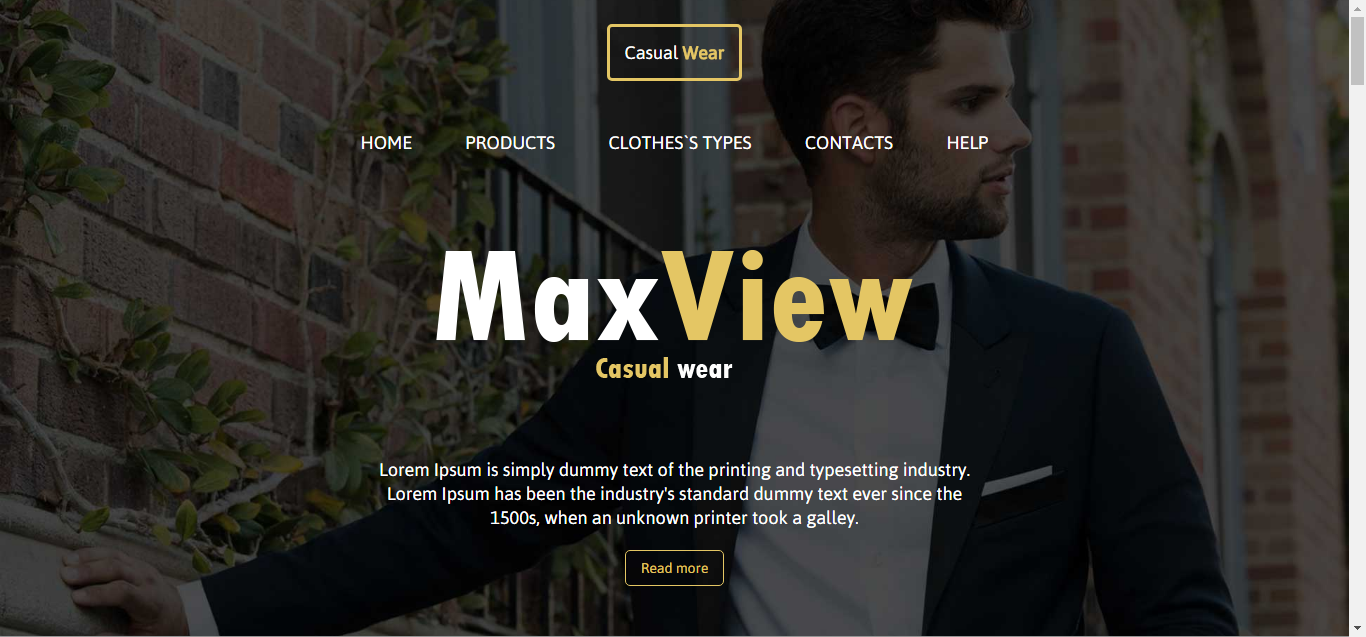 Casual Wear
HOME PRODUCTS CLOTHES`S TYPES CONTACTS HELP
MaxView
Casual wear
Lorem Ipsum is simply dummy text of the printing and typesetting industry.
Lorem Ipsum has been the industry's standard dummy text ever since the
1500s, when an unknown printer took a galley.
Read more